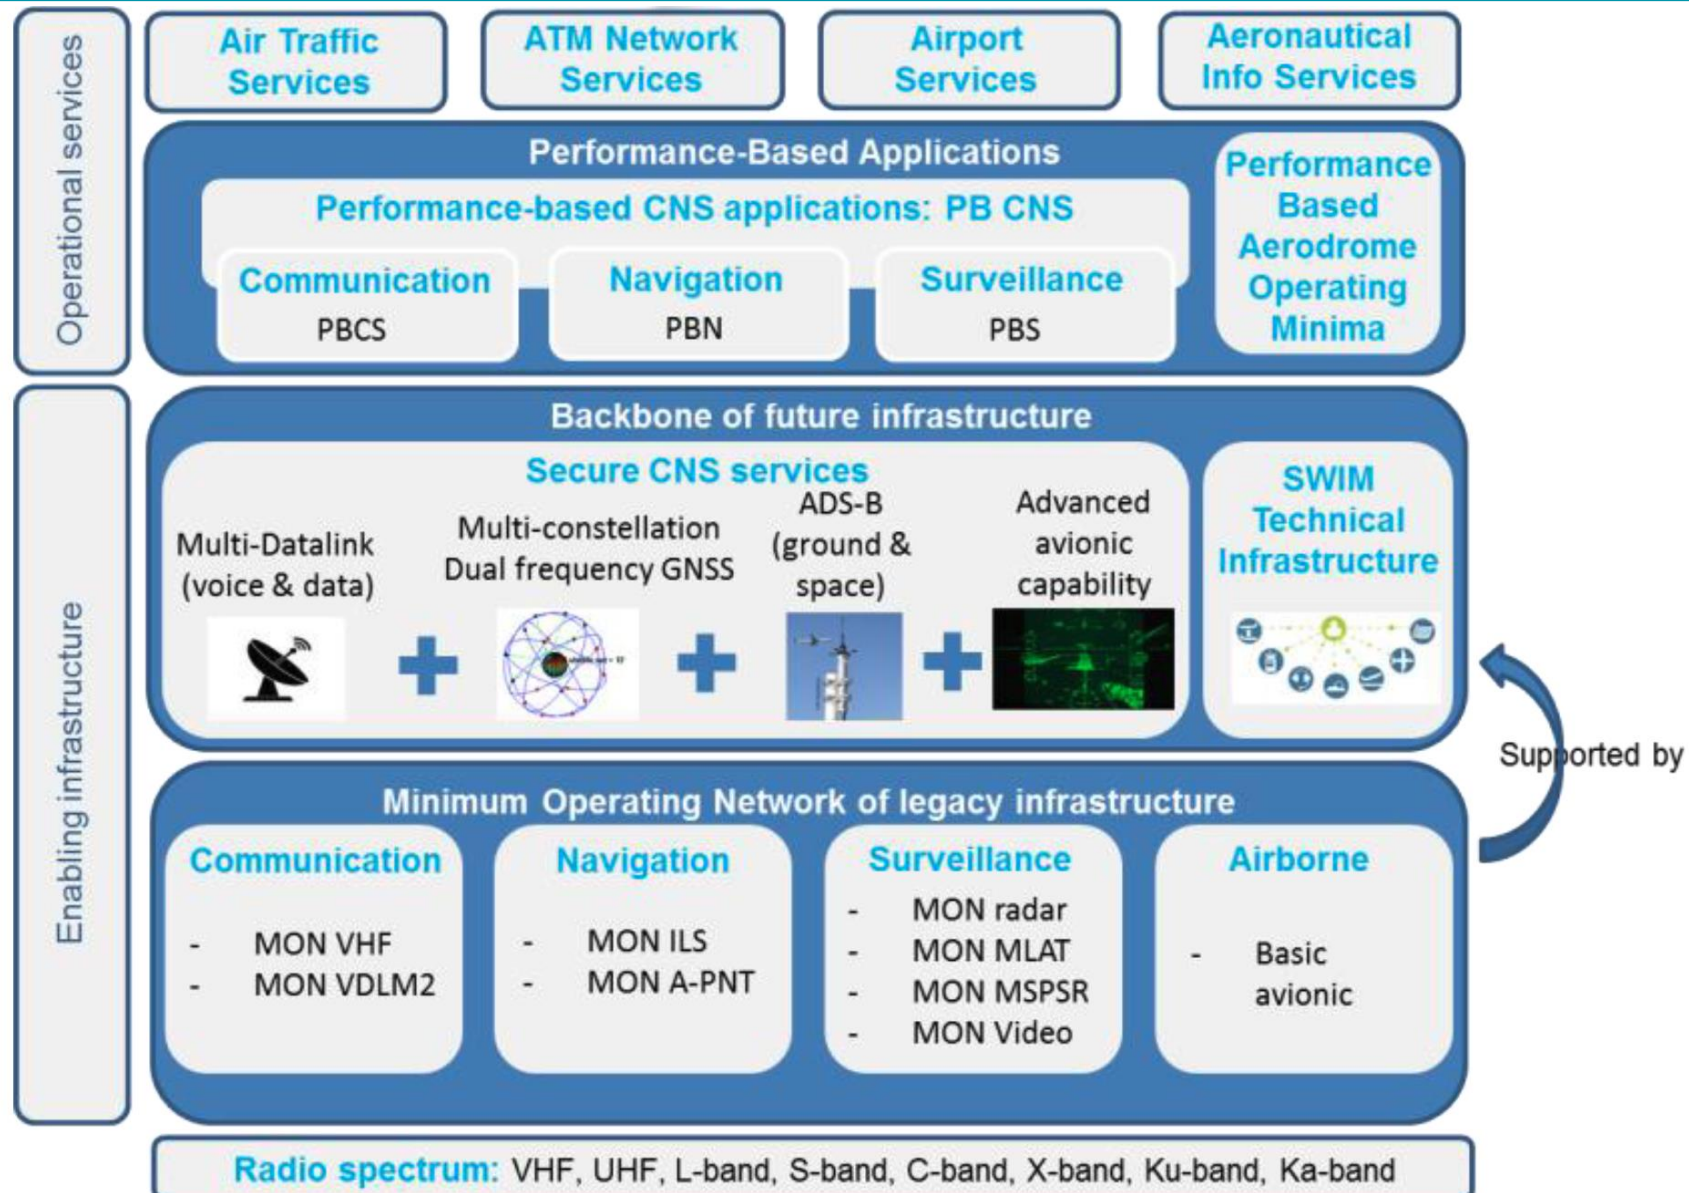 Operational services
Air Traffic
Services
ATM Network
Services
Airport
Services
Aeronautical
Info Services
Performance-Based Applications
Performance-based CNS applications: PB CNS
Communication
PBCS
Navigation
PBN
Surveillance
PBS
Performance
Based
Aerodrome
Operating
Minima
Enabling infrastructure
Backbone of future infrastructure
Secure CNS services
Multi-Datalink
(voice & data)
Multi-constellation
Dual frequency GNSS
ADS-B
(ground &
space)
Advanced
avionic
capability
SWIM
Technical
Infrastructure
Supported by
Minimum Operating Network of legacy infrastructure
Communication
- MON VHF
- MON VDLM2
Navigation
- MON ILS
- MON A-PNT
Surveillance
- MON radar
- MON MLAT
- MON MSPSR
- MON Video
Airborne
- Basic
avionic
Radio spectrum: VHF, UHF, L-band, S-band, C-band, X-band, Ku-band, Ka-band